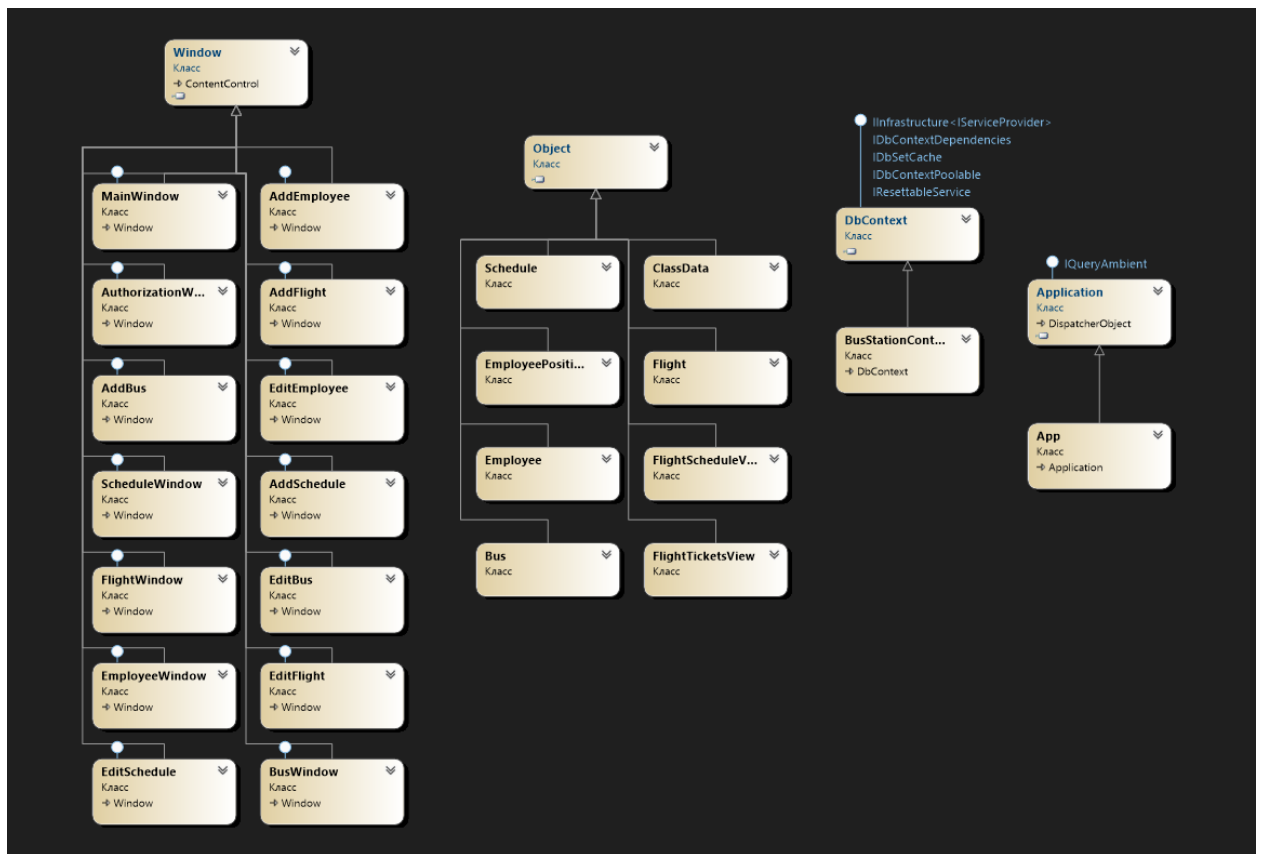 Window
Класс
ContentControl
MainWindow
Класс
Window
AddEmployee
Класс
Window
AuthorizationW...
Класс
Window
AddFlight
Класс
Window
AddBus
Класс
Window
EditEmployee
Класс
Window
ScheduleWindow
Класс
Window
AddSchedule
Класс
Window
FlightWindow
Класс
Window
EditBus
Класс
Window
EmployeeWindow
Класс
Window
EditFlight
Класс
Window
EditSchedule
Класс
Window
BusWindow
Класс
Window
Object
Класс
Schedule
Класс
ClassData
Класс
EmployeePositi...
Класс
Flight
Класс
Employee
Класс
FlightScheduleV...
Класс
Bus
Класс
FlightTicketsView
Класс
IInfrastructure<IServiceProvider>
IDbContextDependencies
IDbSetCache
IDbContextPoolable
IResettableService
DbContext
Класс
BusStationCont...
Класс
DbContext
IQueryAmbient
Application
Класс
DispatcherObject
App
Класс
Application